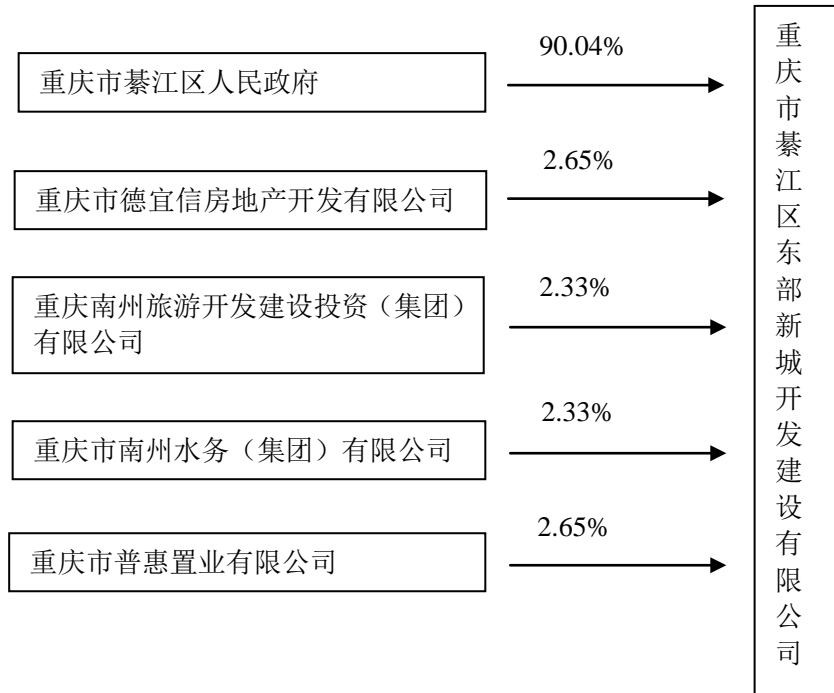 90.04%
重庆市綦江区人民政府
2.65%
重庆市德宜信房地产开发有限公司
2.33%
重庆南州旅游开发建设投资（集团）
有限公司
2.33%
重庆市南州水务（集团）有限公司
2.65%
重庆市普惠置业有限公司
重庆市綦江区东部新城开发建设有限公司